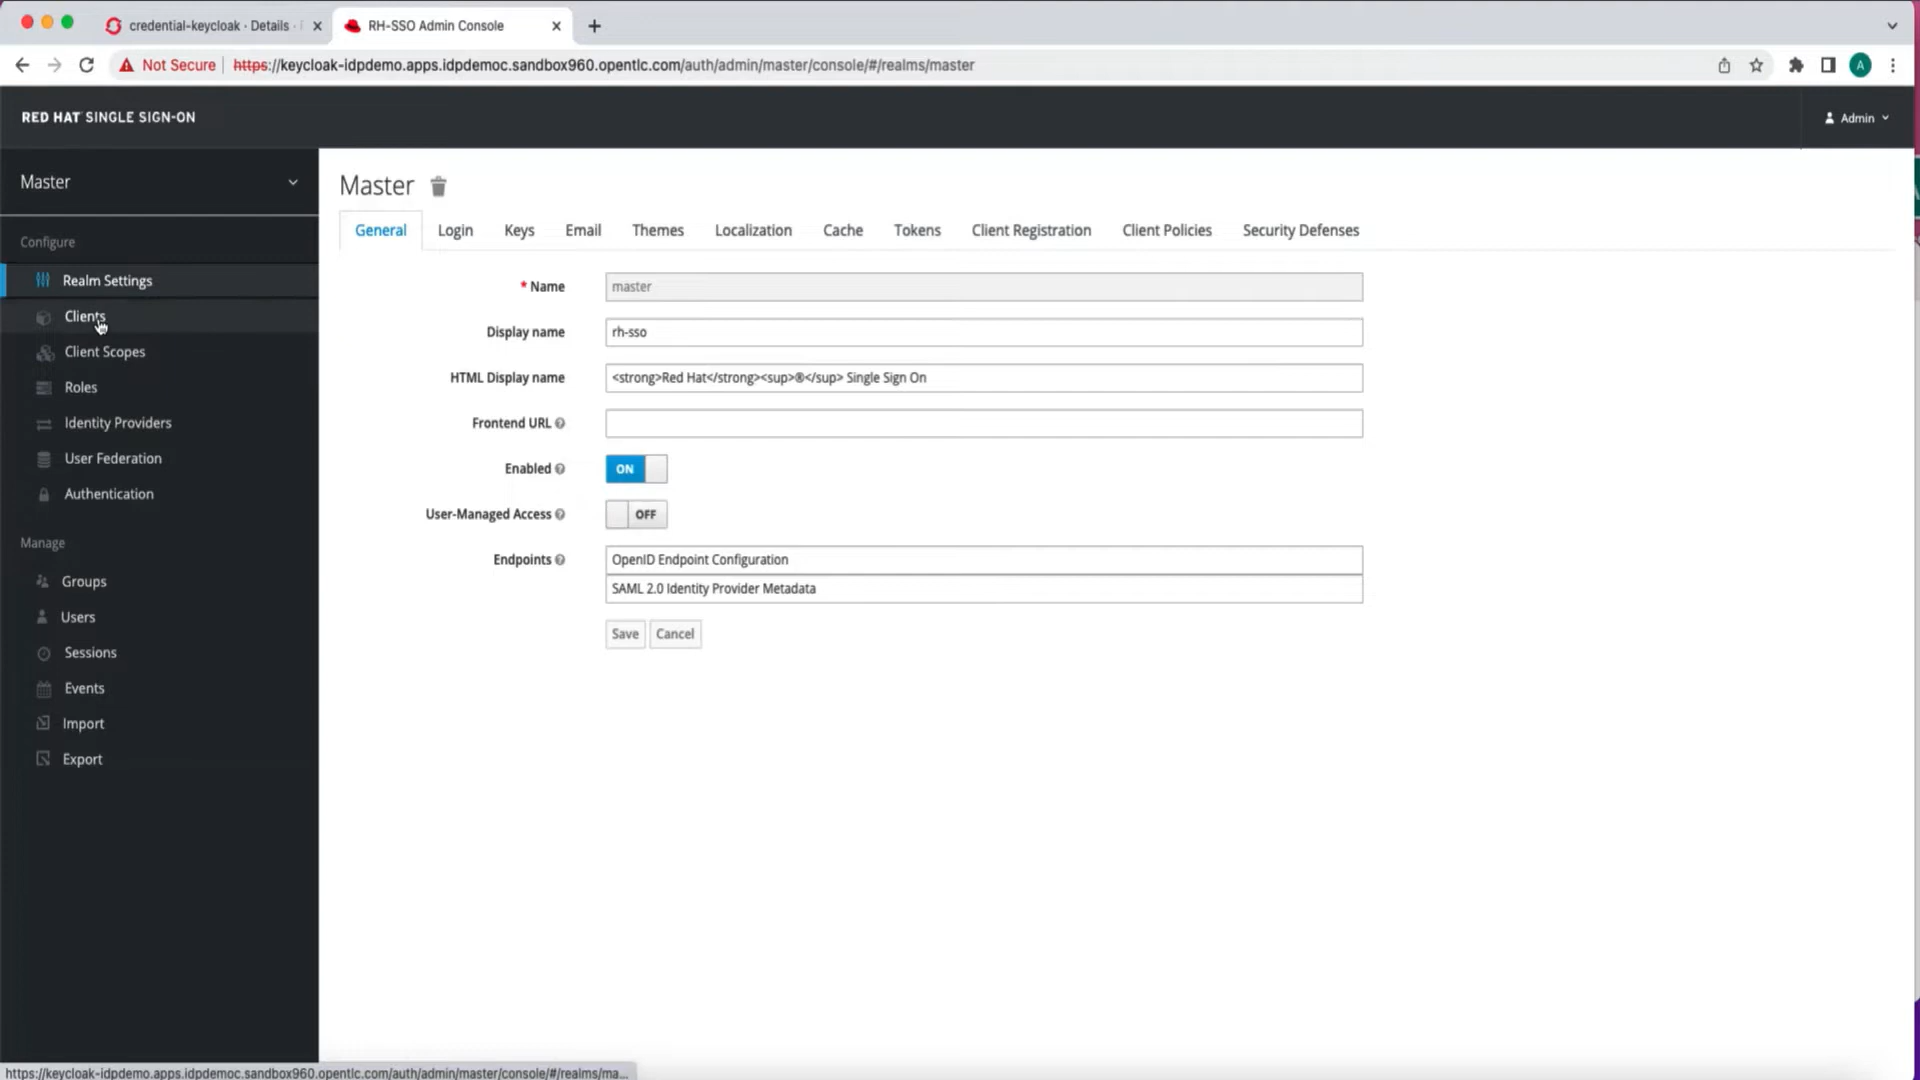 credential-keycloak · Details ·
RH-SSO Admin Console
Not Secure
https://keycloak-idpdemo.apps.idpdemoc.sandbox960.opentlc.com/auth/admin/master/console/#/realms/master
A
RED HAT SINGLE SIGN-ON
Admin
Master
Configure
Realm Settings
Clients
Client Scopes
Roles
Identity Providers
User Federation
Authentication
Manage
Groups
Users
Sessions
Events
Import
Export
Master
General Login Keys Email Themes Localization Cache Tokens Client Registration Client Policies Security Defenses
* Name master
Display name rh-sso
HTML Display name <strong>Red Hat</strong><sup>®</sup> Single Sign On
Frontend URL
Enabled ON
User-Managed Access OFF
Endpoints OpenID Endpoint Configuration
SAML 2.0 Identity Provider Metadata
Save Cancel
https://keycloak-idpdemo.apps.idpdemoc.sandbox960.opentlc.com/auth/admin/master/console/#/realms/ma...